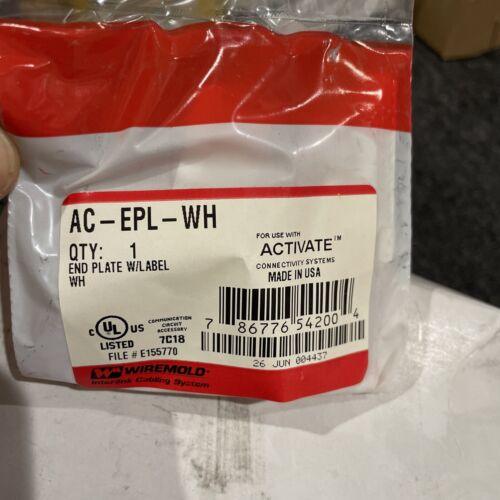 AC-EPL-WH
QTY: 1
END PLATE W/LABEL
WH
FOR USE WITH
ACTIVATE™
CONNECTIVITY SYSTEMS
MADE IN USA
C UL US
LISTED
COMMUNICATION
CIRCUIT
ACCESSORY
7C18
FILE # E155770
7 86776 54200 4
26 JUN 004437
WIREMOLD®
Interlink Cabling System